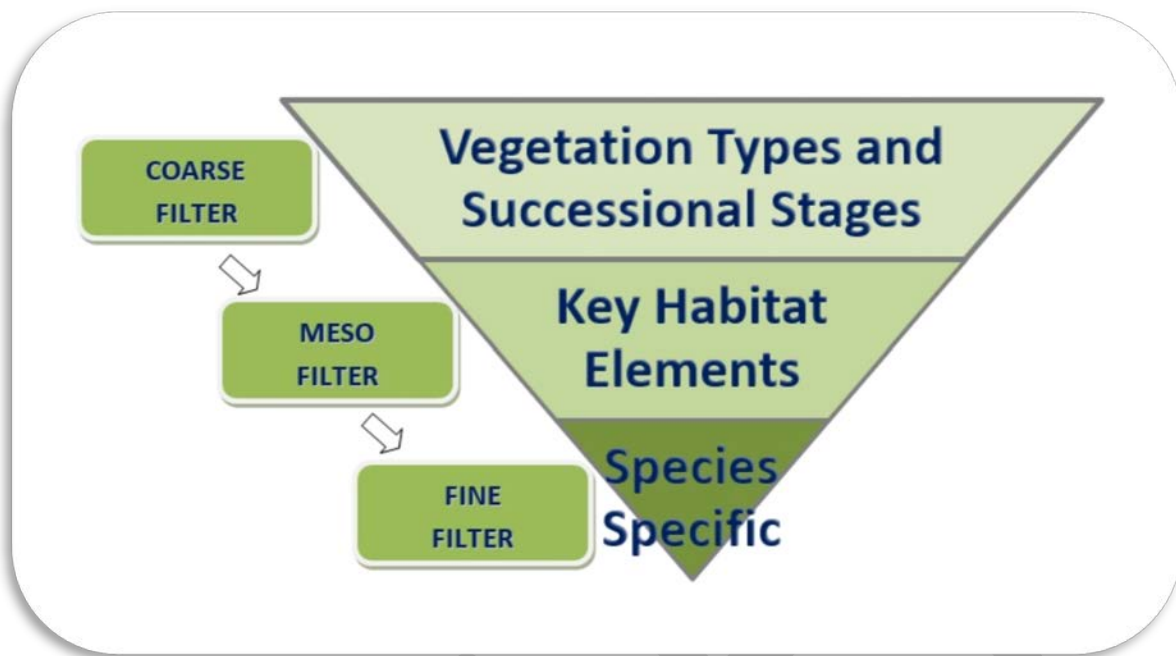 COARSE
FILTER
Vegetation Types and
Successional Stages
MESO
FILTER
Key Habitat
Elements
FINE
FILTER
Species
Specific